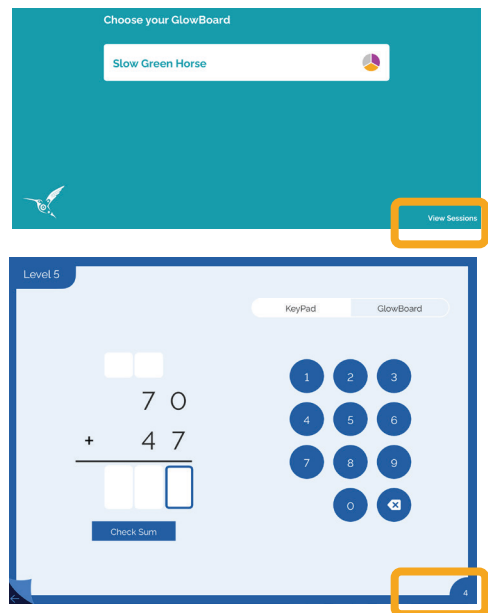 Choose your GlowBoard
Slow Green Horse
View Sessions
Level 5
KeyPad GlowBoard
1 2 3
7 0
4 5 6
+ 4 7
7 8 9
0
Check Sum
4